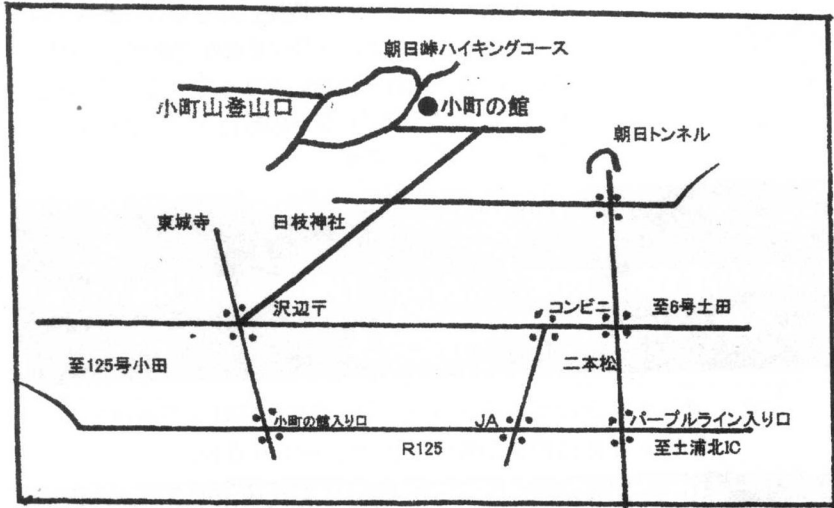 朝日峠ハイキングコース
小町山登山口
●小町の館
朝日トンネル
東城寺
日枝神社
沢辺〒
コンビニ
至6号土田
至125号小田
二本松
小町の館入り口
JA
パープルライン入り口
R125
至土浦北IC